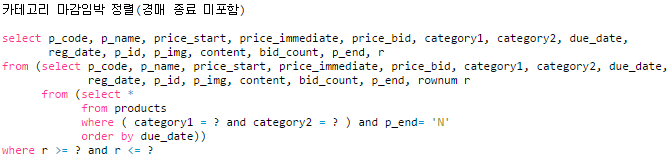 카테고리 마감임박 정렬(경매 종료 미포함)
select p_code, p_name, price_start, price_immediate, price_bid, category1, category2, due_date,
reg_date, p_id, p_img, content, bid_count, p_end, r
from (select p_code, p_name, price_start, price_immediate, price_bid, category1, category2, due_date,
reg_date, p_id, p_img, content, bid_count, p_end, rownum r
from (select *
from products
where ( category1 = ? and category2 = ? ) and p_end= 'N'
order by due_date))
where r >= ? and r <= ?